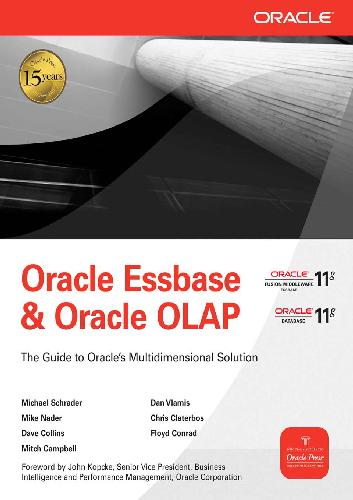 ORACLE
Oracle Press
15 years
Oracle Essbase
& Oracle OLAP
ORACLE 11g
FUSION MIDDLEWARE
ORACLE 11g
DATABASE
The Guide to Oracle's Multidimensional Solution
Michael Schrader
Dan Vlamis
Mike Nader
Chris Claterbos
Dave Collins
Floyd Conrad
Mitch Campbell
Foreword by John Kopcke, Senior Vice President, Business
Intelligence and Performance Management, Oracle Corporation
Oracle Press